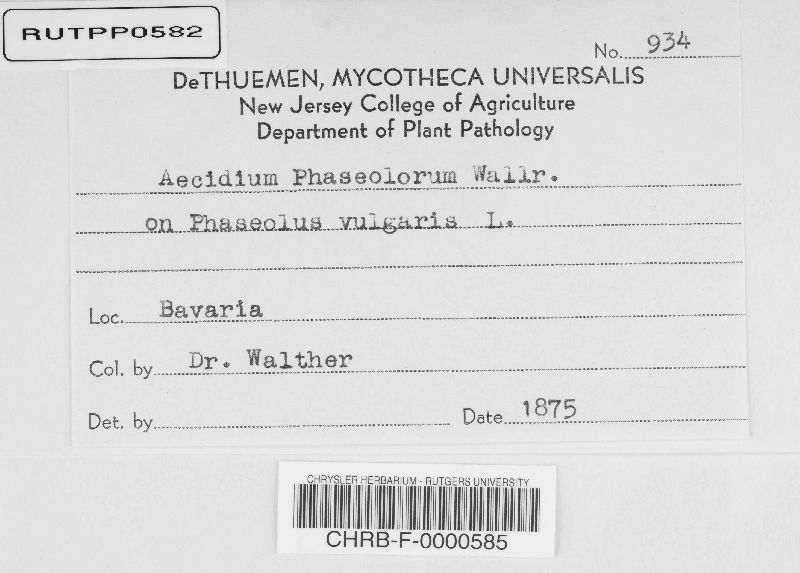 RUTPP0582
No. 934
DeTHUEMEN, MYCOTHECA UNIVERSALIS
New Jersey College of Agriculture
Department of Plant Pathology
Aecidium Phaseolorum Wallr.
on Phaseolus vulgaris L.
Loc. Bavaria
Col. by Dr. Walther
Det. by
Date 1875
CHRYSLER HERBARIUM - RUTGERS UNIVERSITY
CHRB-F-0000585